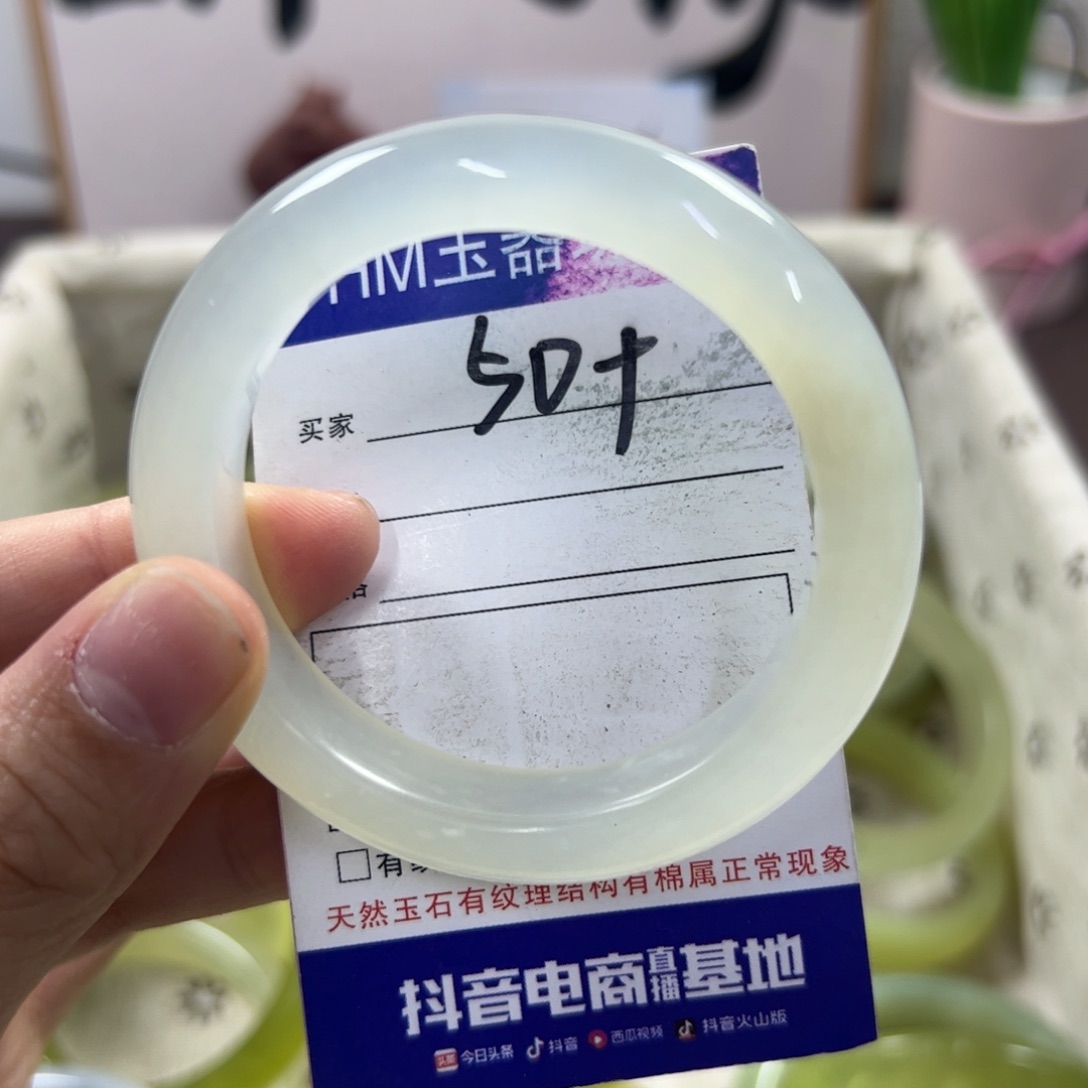 HM玉器
50+
买家
天然玉石有纹理结构有棉属正常现象
抖音电商直播基地
头条 今日头条 抖音 西瓜视频 抖音火山版